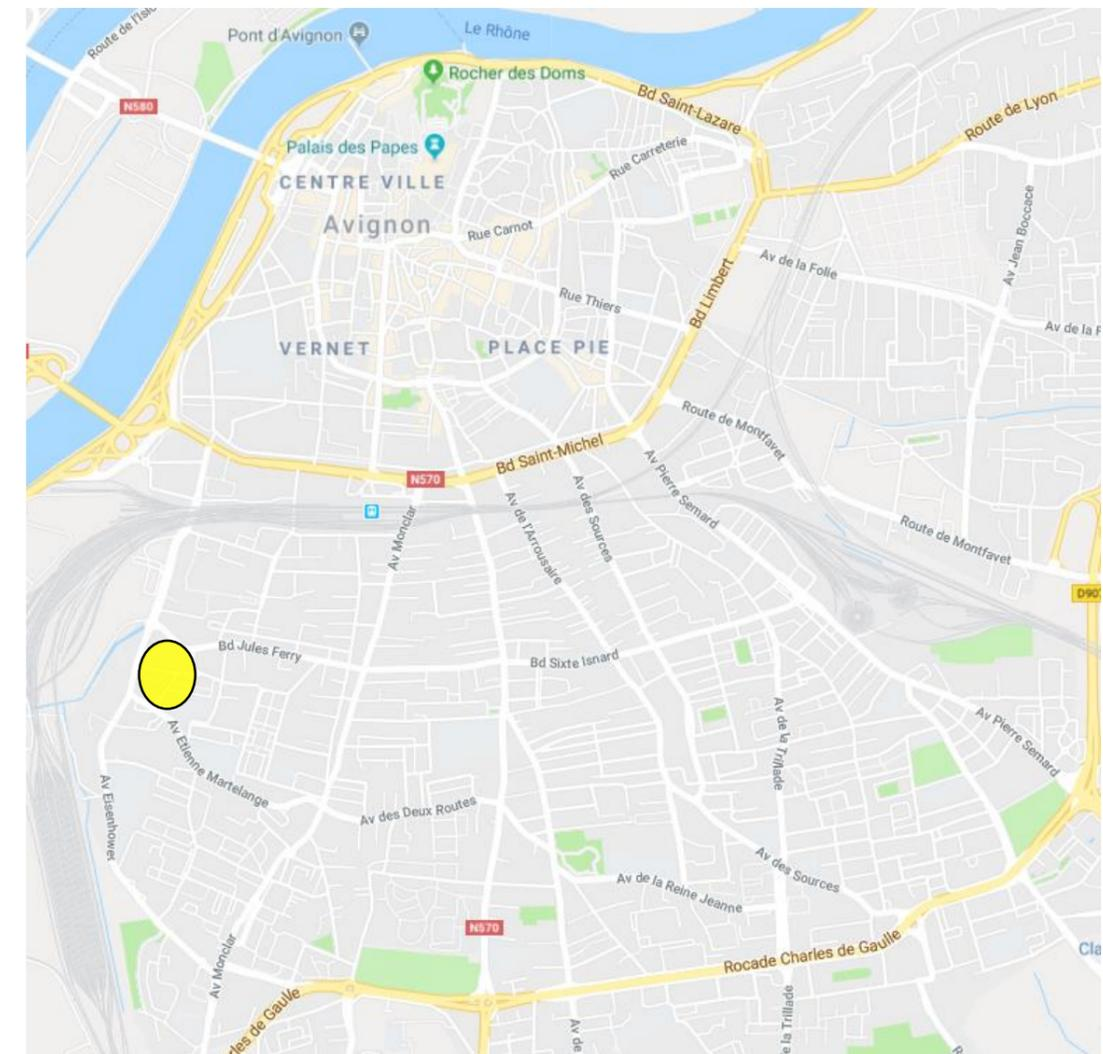 Route de l'Isle
Pont d'Avignon
Le Rhône
Rocher des Doms
N580
Bd Saint-Lazare
Route de Lyon
Palais des Papes
Rue Carreterie
CENTRE VILLE
Avignon
Rue Carnot
Av Jean Boccace
Av de la Folie
Rue Thiers
Bd Limbert
Av de la F
VERNET
PLACE PIE
Route de Montfavet
Bd Saint-Michel
N570
Av Pierre Semard
Av des Sources
Av de l'Arrousaire
Av Monclar
Route de Montfavet
D907
Bd Jules Ferry
Bd Sixte Isnard
Av de la Trillade
Av Pierre Semard
Av Etienne Martelange
Av Eisenhower
Av des Deux Routes
Av des Sources
Av de la Reine Jeanne
N570
Rocade Charles de Gaulle
Av Monclar
Cla
les de Gaulle
Av de
e la Trillade
R